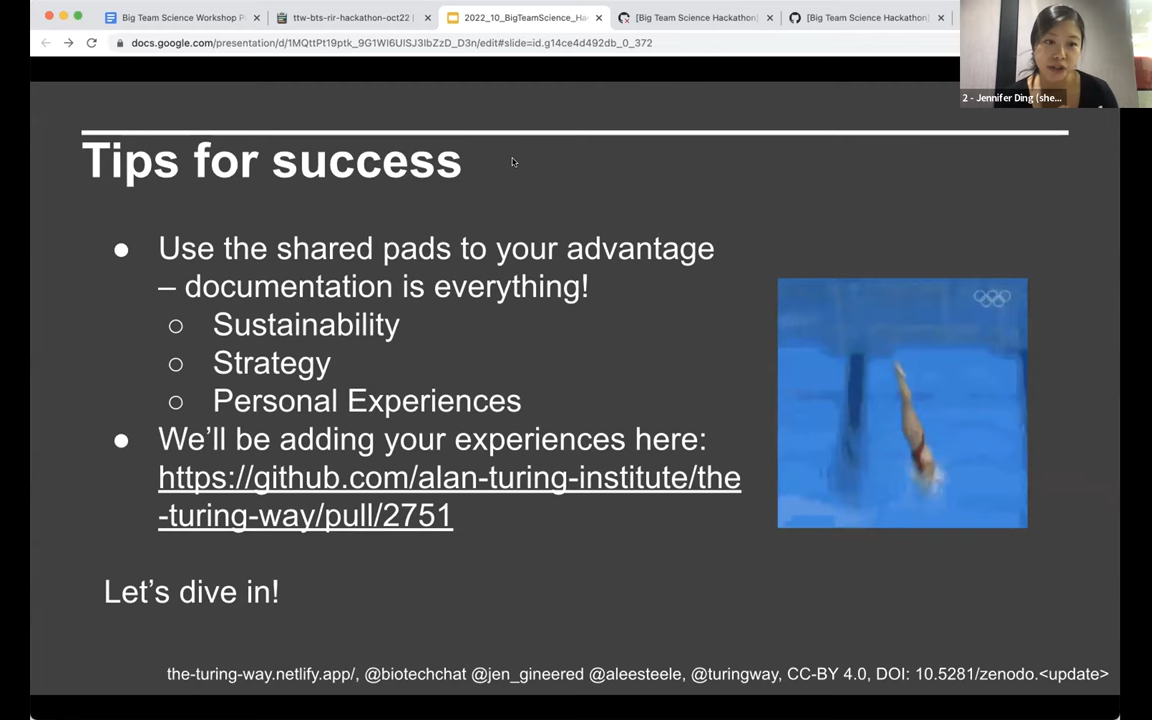 Big Team Science Workshop P
ttw-bts-rir-hackathon-oct22
2022_10_BigTeamScience_Ha
[Big Team Science Hackathon]
[Big Team Science Hackathon]
docs.google.com/presentation/d/1MQttPt19ptk_9G1Wl6UISJ3IbZzD_D3n/edit#slide=id.g14ce4d492db_0_372
2 - Jennifer Ding (she...
Tips for success
● Use the shared pads to your advantage
– documentation is everything!
○ Sustainability
○ Strategy
○ Personal Experiences
● We’ll be adding your experiences here:
https://github.com/alan-turing-institute/the
-turing-way/pull/2751
Let’s dive in!
the-turing-way.netlify.app/, @biotechchat @jen_gineered @aleesteele, @turingway, CC-BY 4.0, DOI: 10.5281/zenodo.<update>